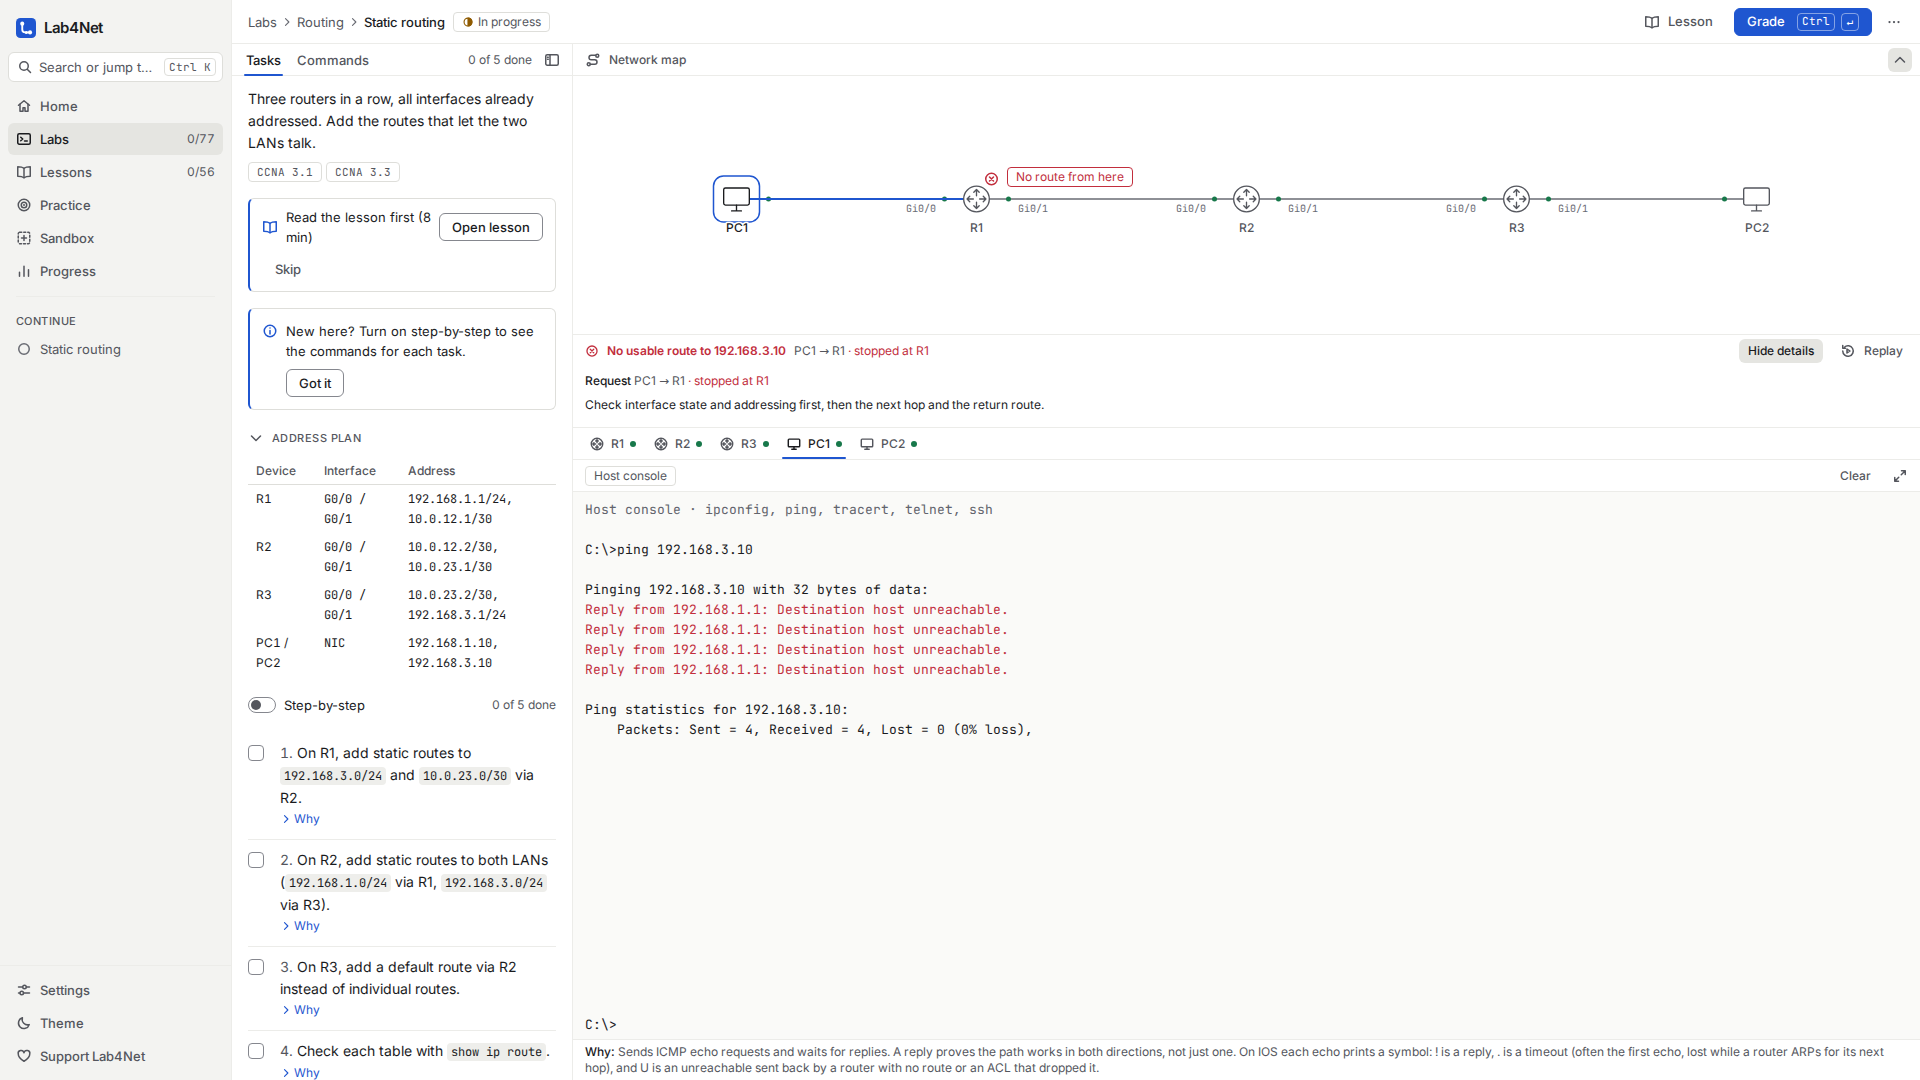 Lab4Net
Search or jump t... Ctrl K
Home
Labs 0/77
Lessons 0/56
Practice
Sandbox
Progress
CONTINUE
Static routing
Settings
Theme
Support Lab4Net
Labs > Routing > Static routing In progress
Lesson
Grade Ctrl ↵
...
Tasks Commands 0 of 5 done
Three routers in a row, all interfaces already
addressed. Add the routes that let the two
LANs talk.
CCNA 3.1 CCNA 3.3
Read the lesson first (8
min)
Open lesson
Skip
New here? Turn on step-by-step to see
the commands for each task.
Got it
ADDRESS PLAN
Device Interface Address
R1 G0/0 / 192.168.1.1/24,
G0/1 10.0.12.1/30
R2 G0/0 / 10.0.12.2/30,
G0/1 10.0.23.1/30
R3 G0/0 / 10.0.23.2/30,
G0/1 192.168.3.1/24
PC1 / NIC 192.168.1.10,
PC2 192.168.3.10
Step-by-step 0 of 5 done
1. On R1, add static routes to
192.168.3.0/24 and 10.0.23.0/30 via
R2.
> Why
2. On R2, add static routes to both LANs
(192.168.1.0/24 via R1, 192.168.3.0/24
via R3).
> Why
3. On R3, add a default route via R2
instead of individual routes.
> Why
4. Check each table with show ip route.
> Why
Network map
No route from here
Gi0/0 Gi0/1 Gi0/0 Gi0/1 Gi0/0 Gi0/1
PC1 R1 R2 R3 PC2
No usable route to 192.168.3.10 PC1 → R1 · stopped at R1
Hide details Replay
Request PC1 → R1 · stopped at R1
Check interface state and addressing first, then the next hop and the return route.
R1 R2 R3 PC1 PC2
Host console Clear
Host console · ipconfig, ping, tracert, telnet, ssh
C:\>ping 192.168.3.10
Pinging 192.168.3.10 with 32 bytes of data:
Reply from 192.168.1.1: Destination host unreachable.
Reply from 192.168.1.1: Destination host unreachable.
Reply from 192.168.1.1: Destination host unreachable.
Reply from 192.168.1.1: Destination host unreachable.
Ping statistics for 192.168.3.10:
Packets: Sent = 4, Received = 4, Lost = 0 (0% loss),
C:\>
Why: Sends ICMP echo requests and waits for replies. A reply proves the path works in both directions, not just one. On IOS each echo prints a symbol: ! is a reply, . is a timeout (often the first echo, lost while a router ARPs for its next
hop), and U is an unreachable sent back by a router with no route or an ACL that dropped it.